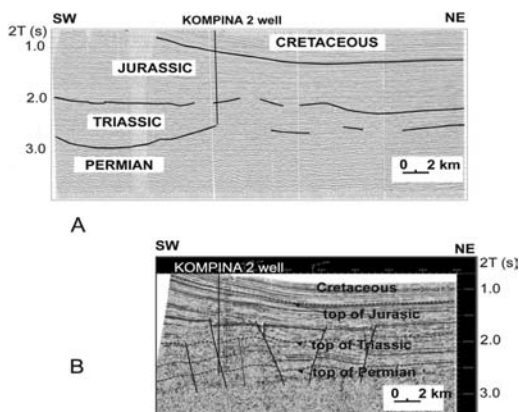 SW KOMPINA 2 well NE
2T (s)
1.0
CRETACEOUS
JURASSIC
2.0
TRIASSIC
3.0
PERMIAN
0 2 km
A
SW NE
KOMPINA 2 well 2T (s)
Cretaceous 1.0
top of Jurasic
top of Triassic 2.0
B
top of Permian
0 2 km 3.0